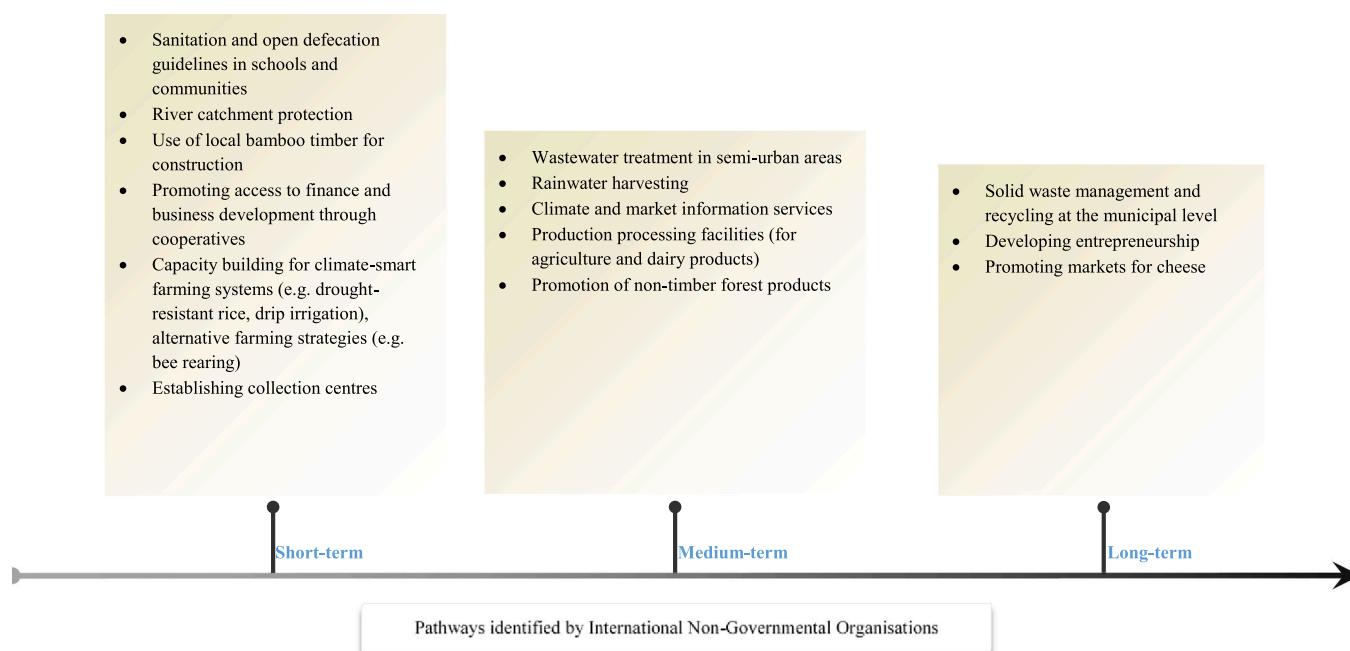 • Sanitation and open defecation
guidelines in schools and
communities
• River catchment protection
• Use of local bamboo timber for
construction
• Promoting access to finance and
business development through
cooperatives
• Capacity building for climate-smart
farming systems (e.g. drought-
resistant rice, drip irrigation),
alternative farming strategies (e.g.
bee rearing)
• Establishing collection centres
• Wastewater treatment in semi-urban areas
• Rainwater harvesting
• Climate and market information services
• Production processing facilities (for
agriculture and dairy products)
• Promotion of non-timber forest products
• Solid waste management and
recycling at the municipal level
• Developing entrepreneurship
• Promoting markets for cheese
Short-term
Medium-term
Long-term
Pathways identified by International Non-Governmental Organisations